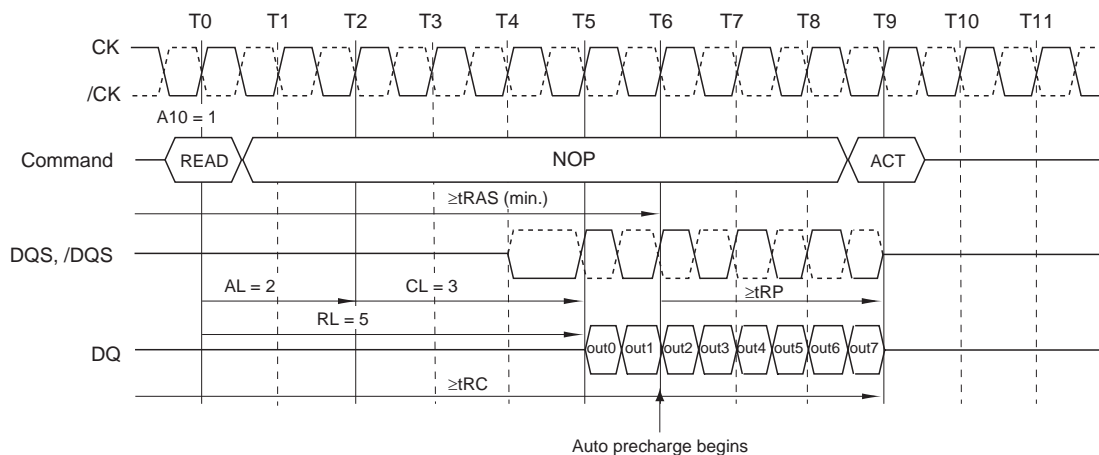 T0 T1 T2 T3 T4 T5 T6 T7 T8 T9 T10 T11
CK
/CK
A10 = 1
Command READ NOP ACT
≥tRAS (min.)
DQS, /DQS
AL = 2 CL = 3 ≥tRP
RL = 5
DQ out0 out1 out2 out3 out4 out5 out6 out7
≥tRC
Auto precharge begins